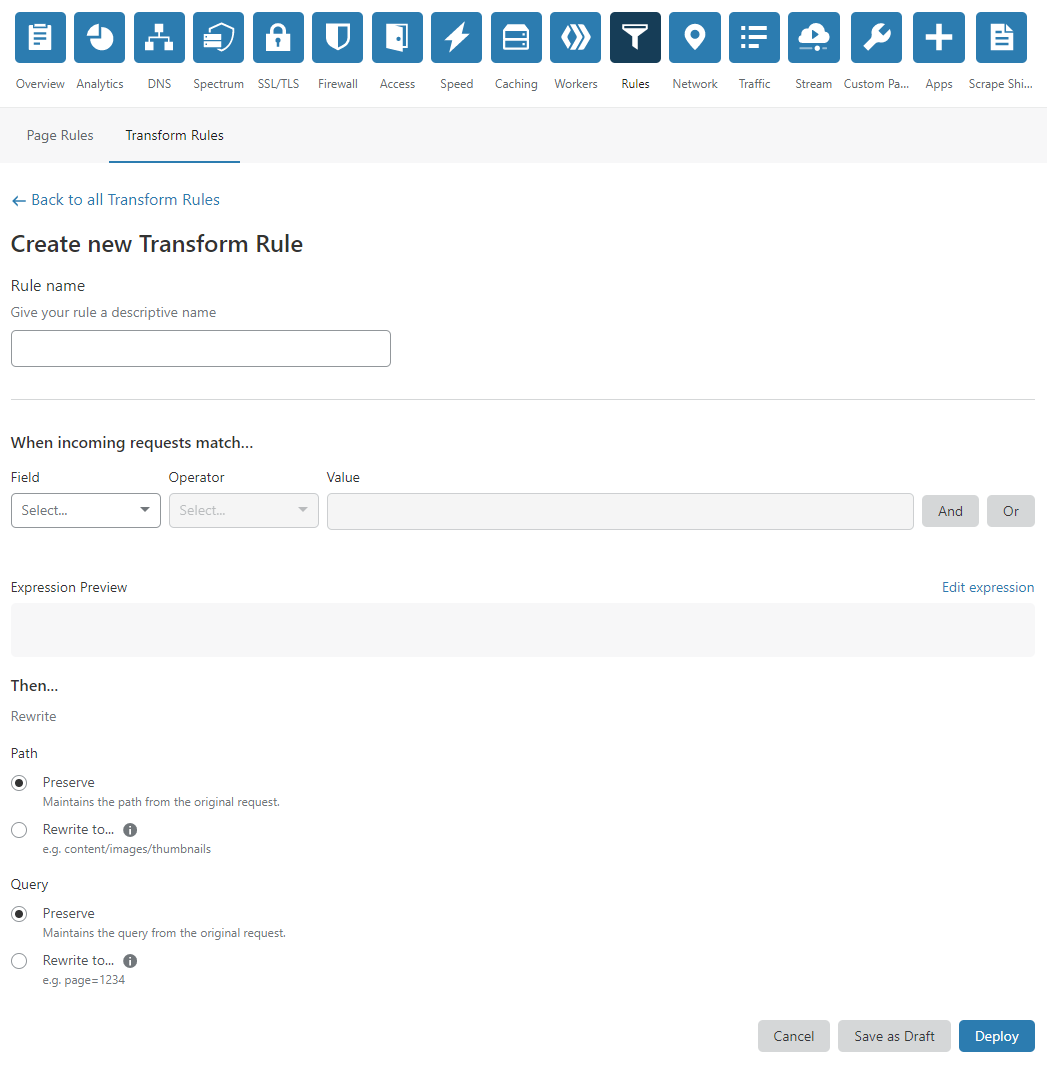 Overview Analytics DNS Spectrum SSL/TLS Firewall Access Speed Caching Workers Rules Network Traffic Stream Custom Pa... Apps Scrape Shi...
Page Rules Transform Rules
Back to all Transform Rules
Create new Transform Rule
Rule name
Give your rule a descriptive name
When incoming requests match...
Field Operator Value
Select... Select... And Or
Expression Preview Edit expression
Then...
Rewrite
Path
Preserve
Maintains the path from the original request.
Rewrite to...
e.g. content/images/thumbnails
Query
Preserve
Maintains the query from the original request.
Rewrite to...
e.g. page=1234
Cancel Save as Draft Deploy